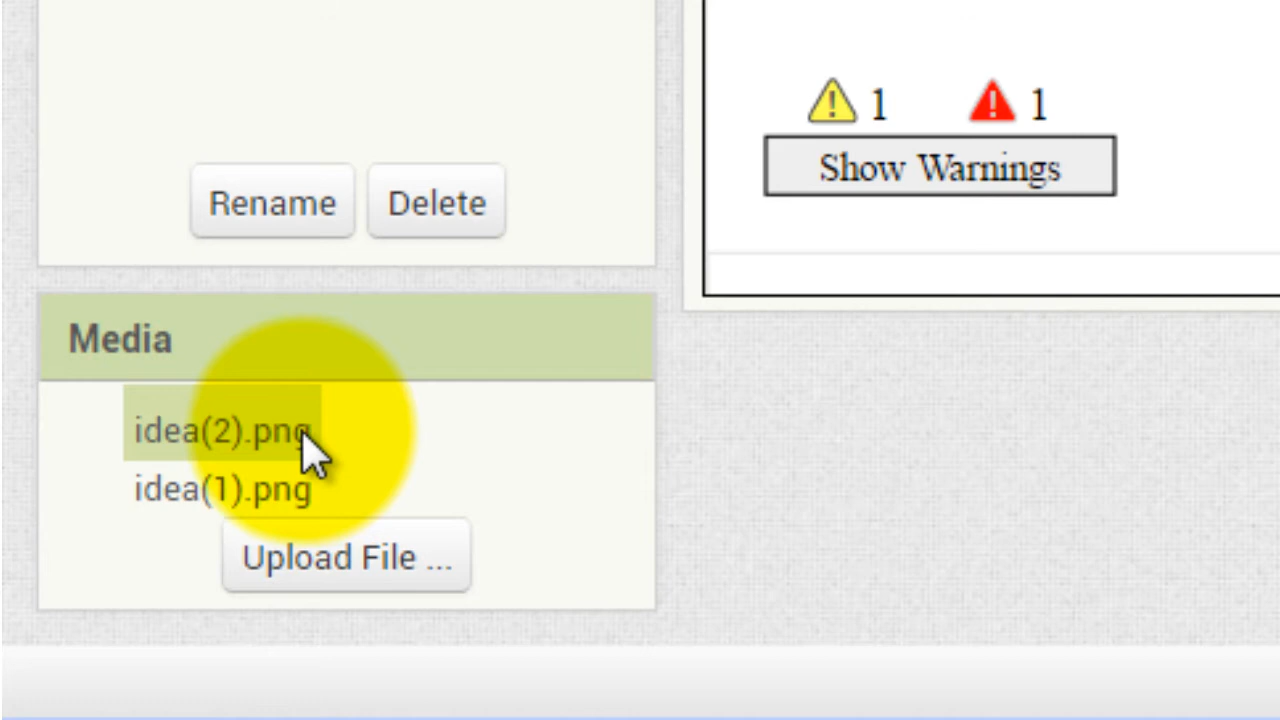 1 1
Show Warnings
Rename Delete
Media
idea(2).png
idea(1).png
Upload File ...